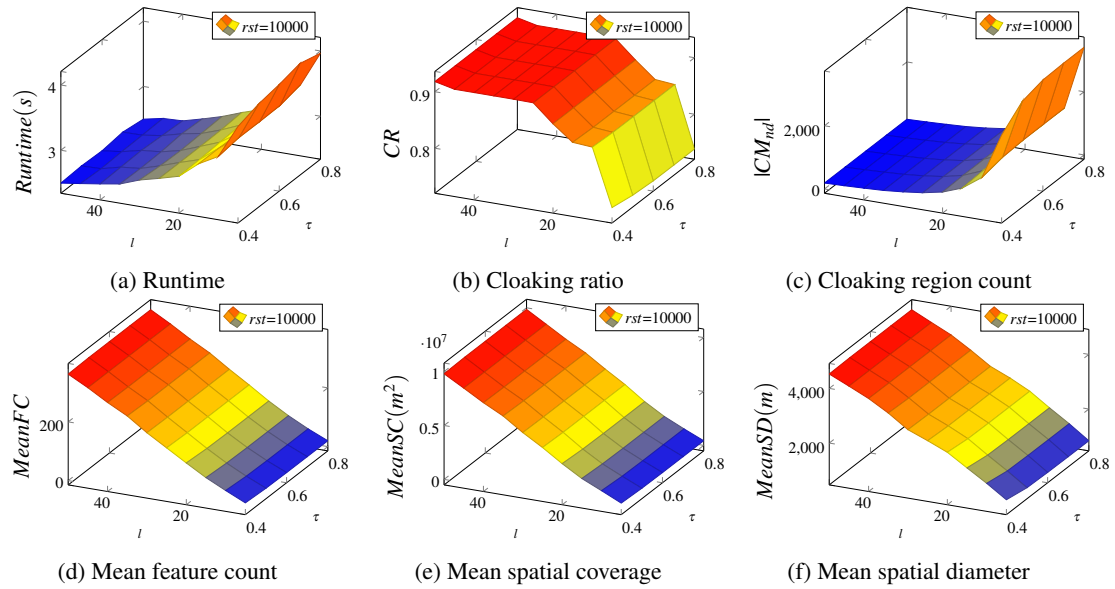 rst=10000
4
3
Runtime(s)
40
20
l
0.4
0.6
0.8
τ
(a) Runtime
rst=10000
0.9
0.8
CR
40
20
l
0.4
0.6
0.8
τ
(b) Cloaking ratio
rst=10000
2,000
0
|CM_{nd}|
40
20
l
0.4
0.6
0.8
τ
(c) Cloaking region count
rst=10000
200
0
MeanFC
40
20
l
0.4
0.6
0.8
τ
(d) Mean feature count
rst=10000
·10⁷
1
0.5
0
MeanSC(m²)
40
20
l
0.4
0.6
0.8
τ
(e) Mean spatial coverage
rst=10000
4,000
2,000
MeanSD(m)
40
20
l
0.4
0.6
0.8
τ
(f) Mean spatial diameter